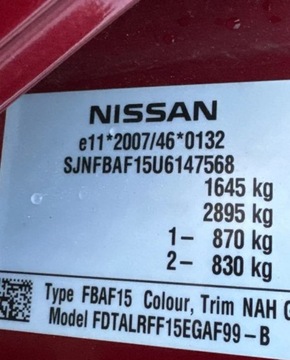 NISSAN
e11*2007/46*0132
SJNFBAF15U6147568
1645 kg
2895 kg
1- 870 kg
2- 830 kg
Type FBAF15 Colour, Trim NAH G
Model FDTALRFF15EGAF99-B